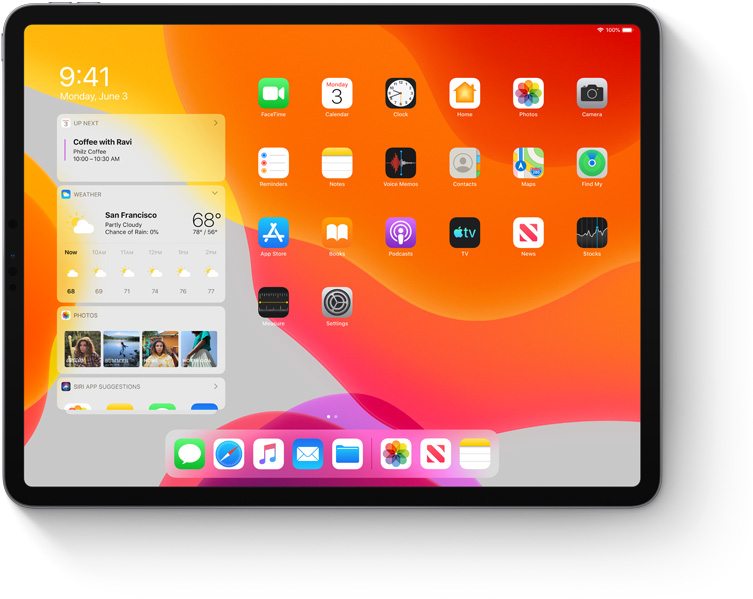 100%
9:41
Monday, June 3
3
UP NEXT
Coffee with Ravi
Philz Coffee
10:00 – 10:30 AM
WEATHER
San Francisco
Partly Cloudy
Chance of Rain: 0%
68°
78° / 56°
Now 10AM 11AM 12PM 1PM 2PM
68 69 71 74 76 77
PHOTOS
SIRI APP SUGGESTIONS
Monday
3
FaceTime Calendar Clock Home Photos Camera
280
Reminders Notes Voice Memos Contacts Maps Find My
tv
App Store Books Podcasts TV News Stocks
Measure Settings